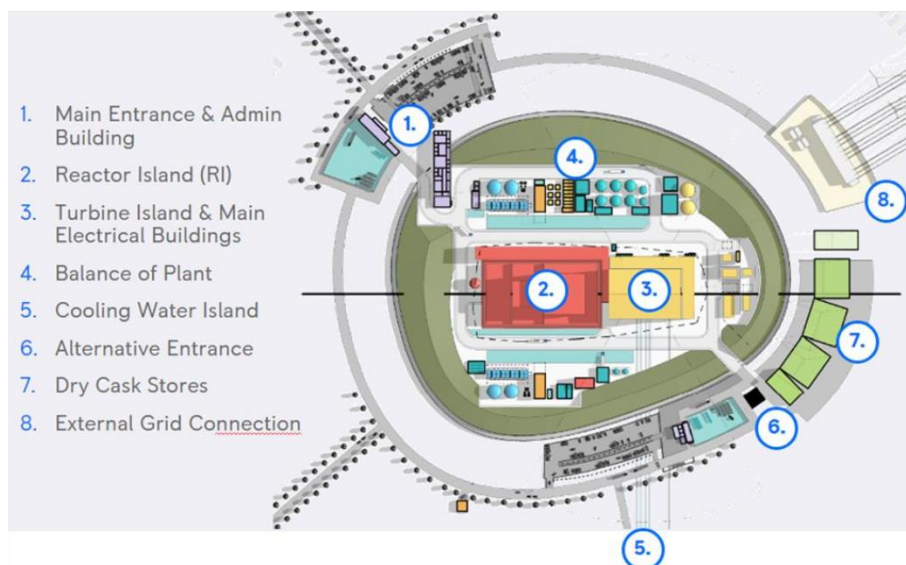 1. Main Entrance & Admin
Building
2. Reactor Island (RI)
3. Turbine Island & Main
Electrical Buildings
4. Balance of Plant
5. Cooling Water Island
6. Alternative Entrance
7. Dry Cask Stores
8. External Grid Connection
1.
4.
8.
2.
3.
7.
6.
5.